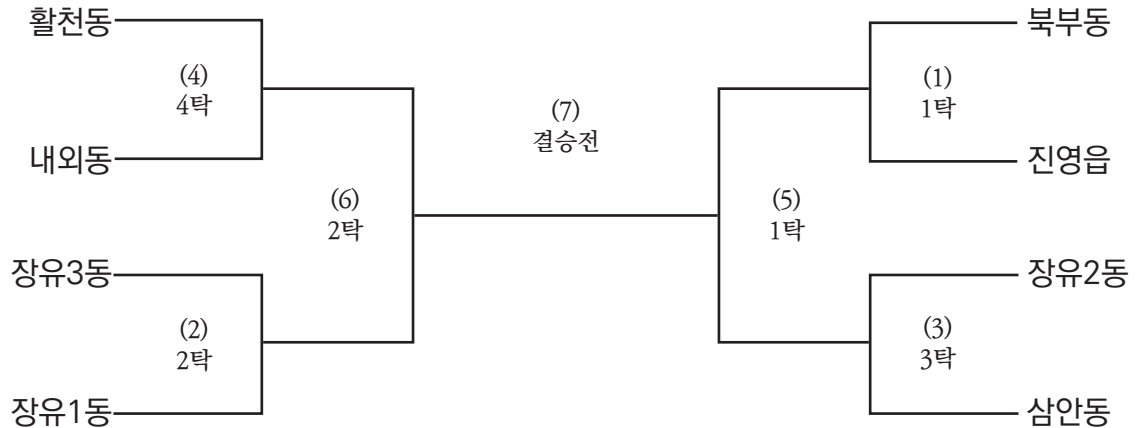 활천동
북부동
(4)
4탁
(1)
1탁
(7)
결승전
내외동
진영읍
(6)
2탁
(5)
1탁
장유3동
장유2동
(2)
2탁
(3)
3탁
장유1동
삼안동